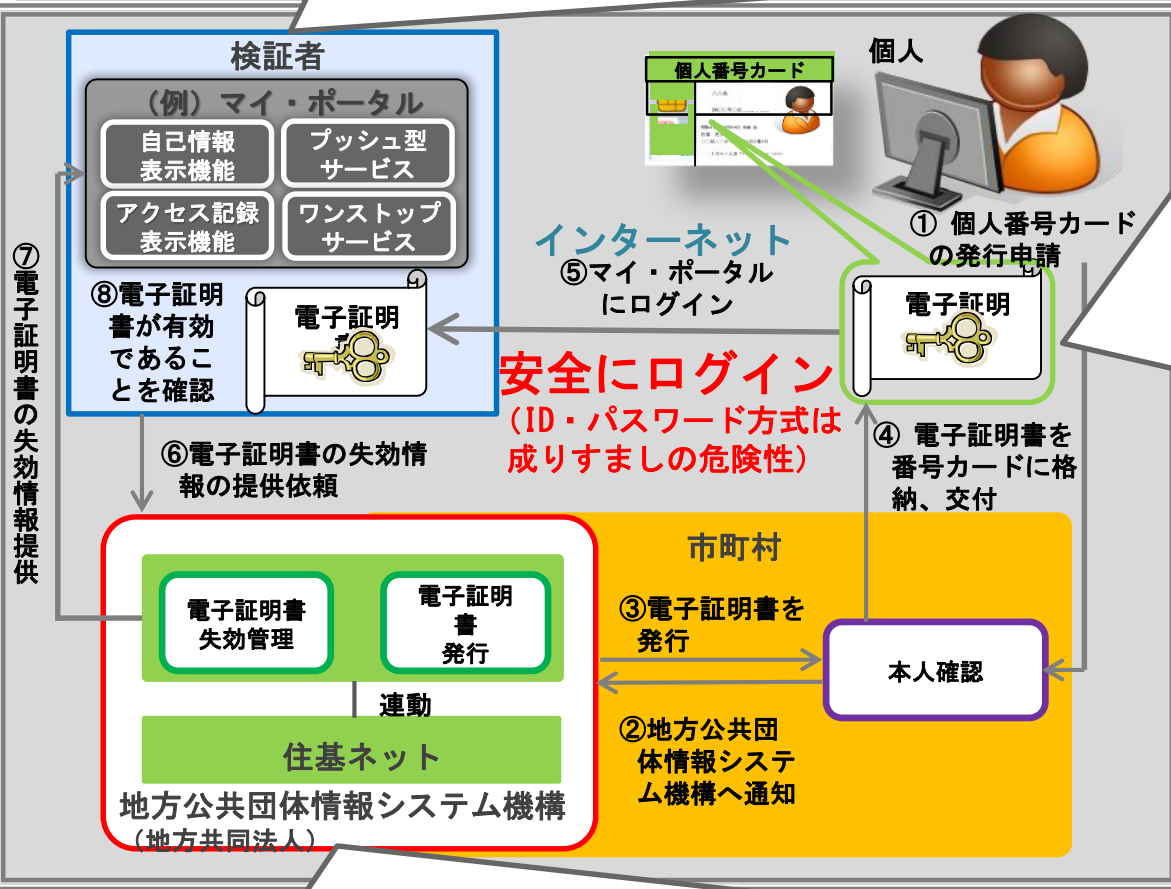 検証者
(例)マイ・ポータル
自己情報
表示機能
プッシュ型
サービス
アクセス記録
表示機能
ワンストップ
サービス
⑧電子証明
書が有効
であるこ
とを確認
電子証明
個人番号カード
個人
① 個人番号カード
の発行申請
インターネット
⑤マイ・ポータル
にログイン
電子証明
安全にログイン
(ID・パスワード方式は
成りすましの危険性)
⑦電子証明書の失効情報提供
⑥電子証明書の失効情
報の提供依頼
④ 電子証明書を
番号カードに格
納、交付
市町村
電子証明書
失効管理
電子証明
書
発行
③電子証明書を
発行
本人確認
連動
住基ネット
②地方公共団
体情報システ
ム機構へ通知
地方公共団体情報システム機構
(地方共同法人)